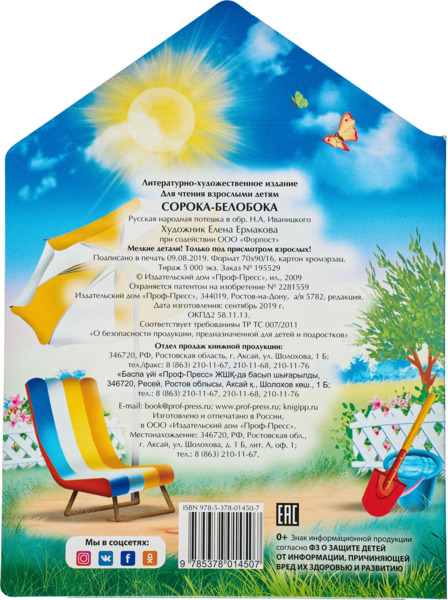 Литературно-художественное издание
Для чтения взрослыми детям
СОРОКА-БЕЛОБОКА
Русская народная потешка в обр. Н.А. Иваницкого
Художник Елена Ермакова
при содействии ООО "Форпост"
Мелкие детали! Только под присмотром взрослых!
Подписано в печать 09.08.2019. Формат 70х90/16, картон хромэрзац.
Тираж 5 000 экз. Заказ № 195529
© Издательский дом "Проф-Пресс", ил., 2009
Охраняется патентом на изобретение № 2281559
Издательский дом "Проф-Пресс", 344019, Ростов-на-Дону, а/я 5782, редакция.
Дата изготовления: сентябрь 2019 г.
ОКПД2 58.11.13.
Соответствует требованиям ТР ТС 007/2011
"О безопасности продукции, предназначенной для детей и подростков"
Отдел продаж книжной продукции:
346720, РФ, Ростовская область, г. Аксай, ул. Шолохова, 1 Б;
тел./факс: 8 (863) 210-11-67, 210-11-68, 210-11-76
"Баспа үйі «Проф-Пресс» ЖШҚ-да басып шығарылды,
346720, Ресей, Ростов облысы, Аксай қ., Шолохов көш., 1 Б;
тел.: 8 (863) 210-11-67, 210-11-68, 210-11-76
E-mail: book@prof-press.ru; www.prof-press.ru; knigipp.ru
Изготовлено и отпечатано в России,
в ООО "Издательский дом "Проф-Пресс".
Местонахождение: 346720, РФ, Ростовская обл.,
г. Аксай, ул. Шолохова, д. 1 Б, лит. А, оф. 1;
тел.: 8 (863) 210-11-67.
Мы в соцсетях:
ISBN 978-5-378-01450-7
9 785378 014507
EAC
0+ Знак информационной продукции
согласно ФЗ О ЗАЩИТЕ ДЕТЕЙ
ОТ ИНФОРМАЦИИ, ПРИЧИНЯЮЩЕЙ
ВРЕД ИХ ЗДОРОВЬЮ И РАЗВИТИЮ